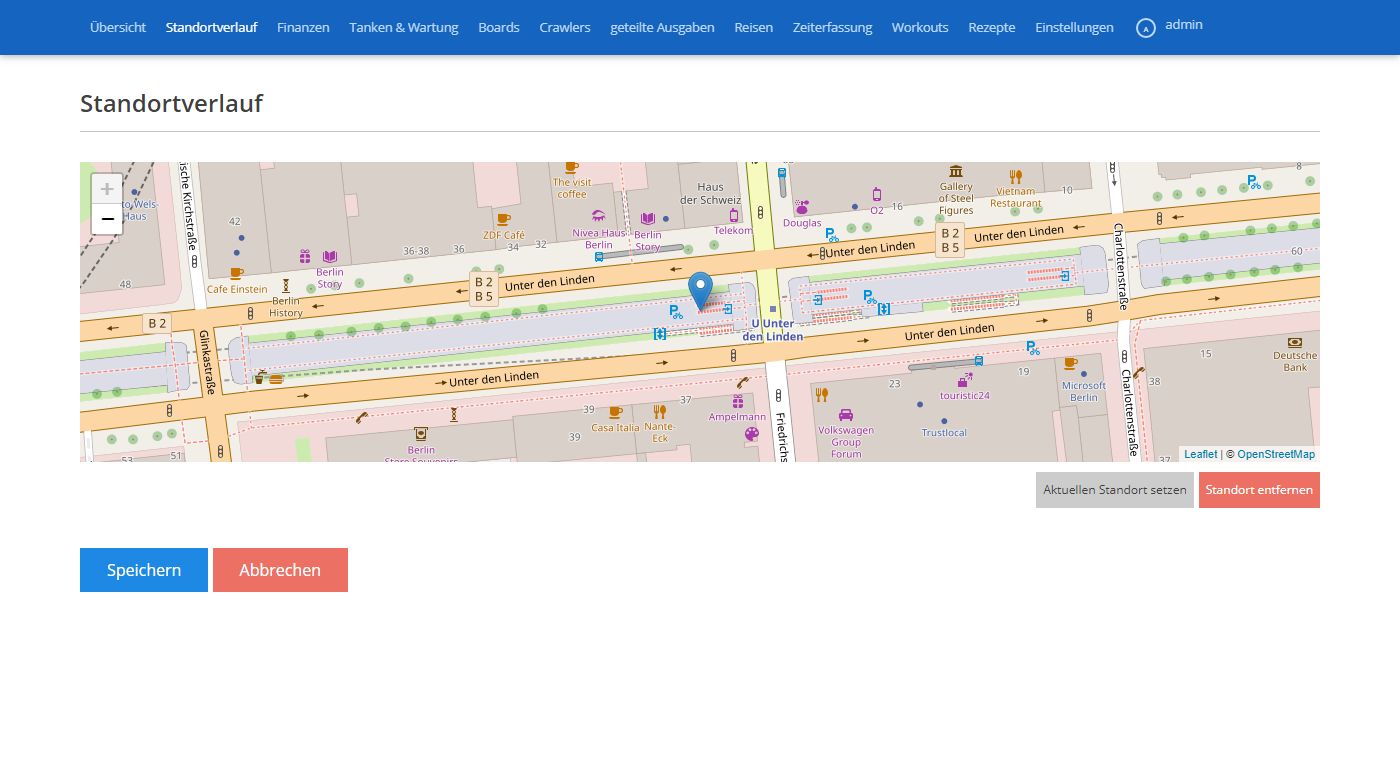 Übersicht Standortverlauf Finanzen Tanken & Wartung Boards Crawlers geteilte Ausgaben Reisen Zeiterfassung Workouts Rezepte Einstellungen A admin
Standortverlauf
+
−
The visit
coffee
Haus
der Schweiz
Gallery
of Steel
Figures
Vietnam
Restaurant
10
8
Haus
42
ZDF Café
34
32
Nivea Haus
Berlin
Berlin
Story
Telekom
Douglas
O2
16
36-38
36
Berlin
Story
Cafe Einstein
48
Berlin
History
B 2
B 5
Unter den Linden
Unter den Linden
B 2
B 5
Unter den Linden
60
Charlottenstraße
B 2
Glinkastraße
U Unter
den Linden
Unter den Linden
Unter den Linden
23
19
15
Deutsche
Bank
touristic24
Microsoft
Berlin
38
Charlottenstraße
39
37
Casa Italia
Nante-
Eck
Ampelmann
39
Friedrichs
Volkswagen
Group
Forum
Trustlocal
Berlin
53
51
37
Leaflet | © OpenStreetMap
Aktuellen Standort setzen
Standort entfernen
Speichern
Abbrechen